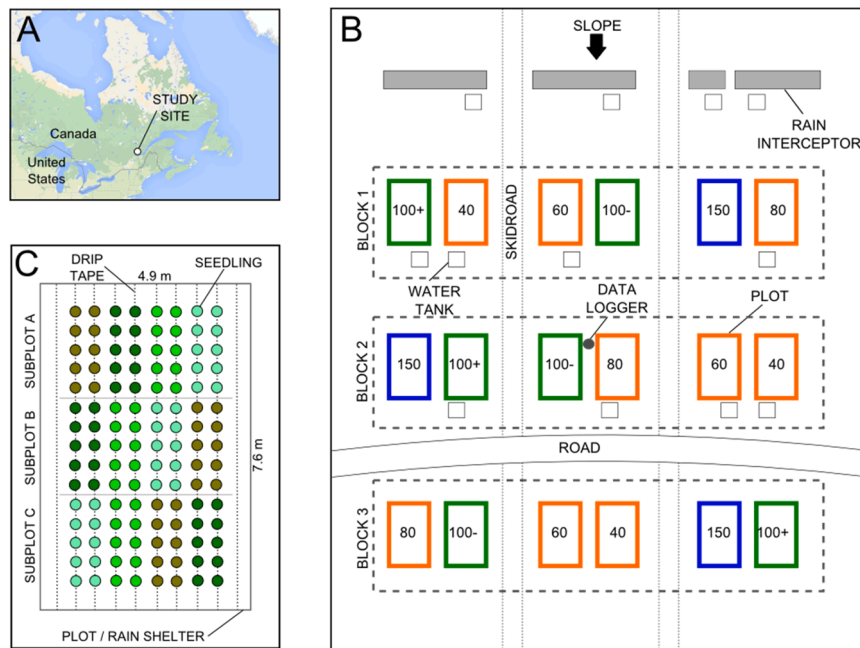 A
STUDY
SITE
Canada
United
States
B
SLOPE
RAIN
INTERCEPTOR
BLOCK 1
100+
40
SKIDROAD
60
100-
150
80
WATER
TANK
DATA
LOGGER
PLOT
BLOCK 2
150
100+
100-
80
60
40
ROAD
BLOCK 3
80
100-
60
40
150
100+
C
DRIP
TAPE
4.9 m
SEEDLING
SUBPLOT A
SUBPLOT B
SUBPLOT C
7.6 m
PLOT / RAIN SHELTER